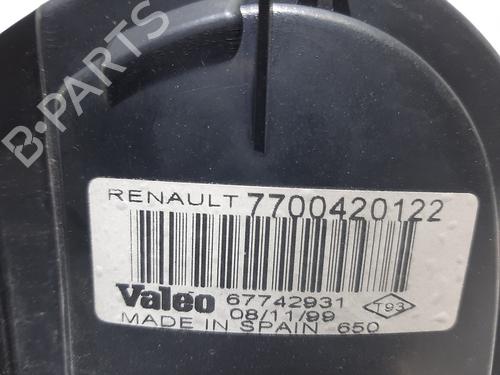 B-PARTS
RENAULT 7700420122
Valeo 67742931
08/11/99 T93
MADE IN SPAIN 650